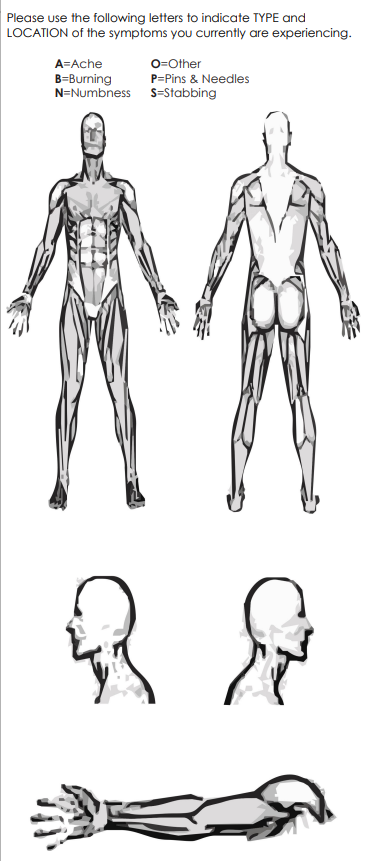 Please use the following letters to indicate TYPE and
LOCATION of the symptoms you currently are experiencing.
A=Ache O=Other
B=Burning P=Pins & Needles
N=Numbness S=Stabbing